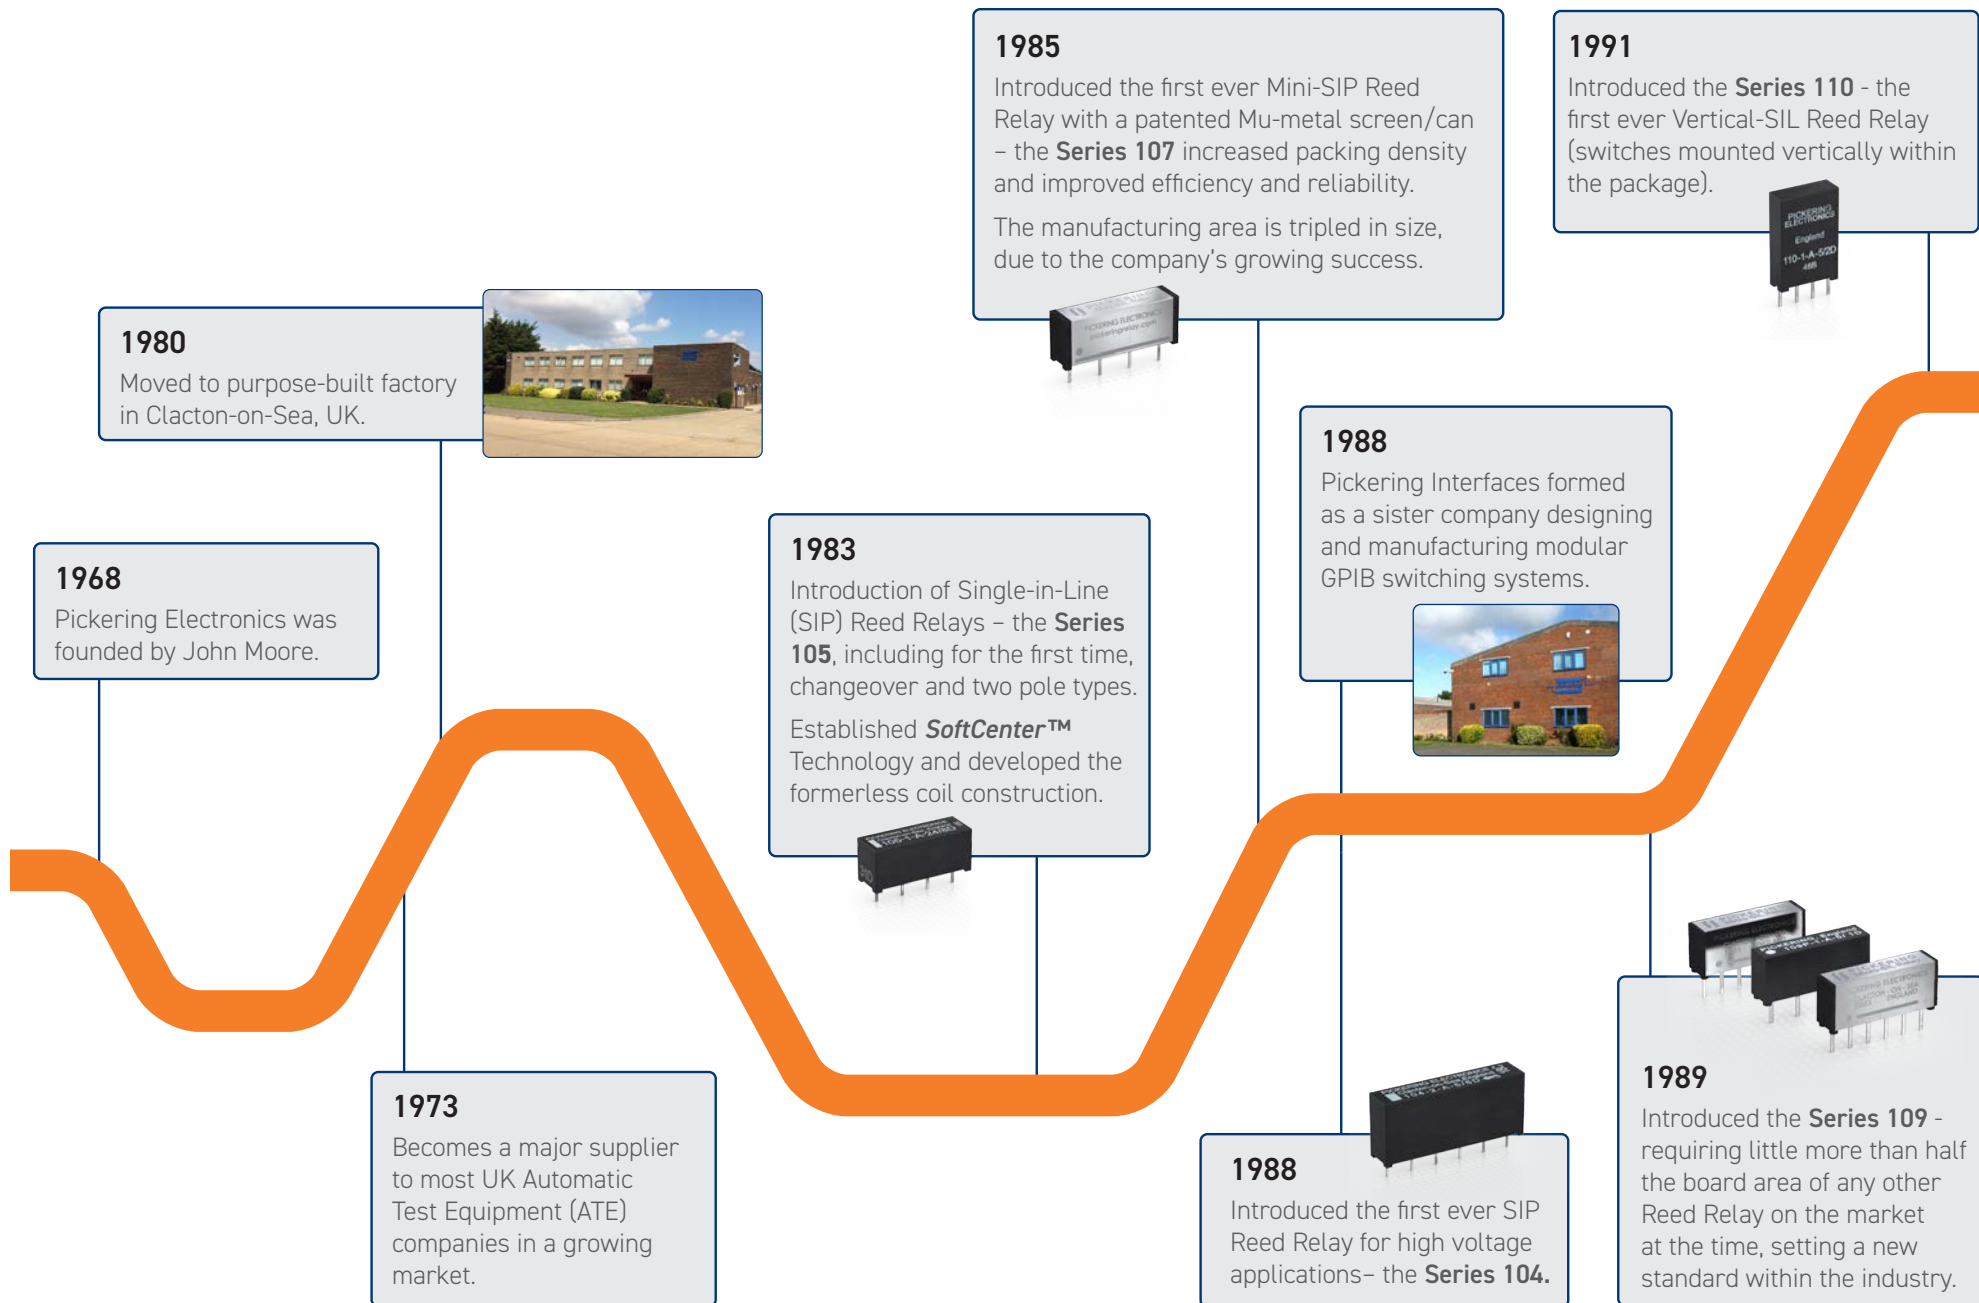 1968
Pickering Electronics was
founded by John Moore.
1973
Becomes a major supplier
to most UK Automatic
Test Equipment (ATE)
companies in a growing
market.
1980
Moved to purpose-built factory
in Clacton-on-Sea, UK.
1983
Introduction of Single-in-Line
(SIP) Reed Relays – the Series
105, including for the first time,
changeover and two pole types.
Established SoftCenter™
Technology and developed the
formerless coil construction.
1985
Introduced the first ever Mini-SIP Reed
Relay with a patented Mu-metal screen/can
– the Series 107 increased packing density
and improved efficiency and reliability.
The manufacturing area is tripled in size,
due to the company's growing success.
PICKERING ELECTRONICS
pickeringrelay.com
1988
Pickering Interfaces formed
as a sister company designing
and manufacturing modular
GPIB switching systems.
1988
Introduced the first ever SIP
Reed Relay for high voltage
applications– the Series 104.
1989
Introduced the Series 109 -
requiring little more than half
the board area of any other
Reed Relay on the market
at the time, setting a new
standard within the industry.
1991
Introduced the Series 110 - the
first ever Vertical-SIL Reed Relay
(switches mounted vertically within
the package).
PICKERING
ELECTRONICS
England
110-1-A-5/2D